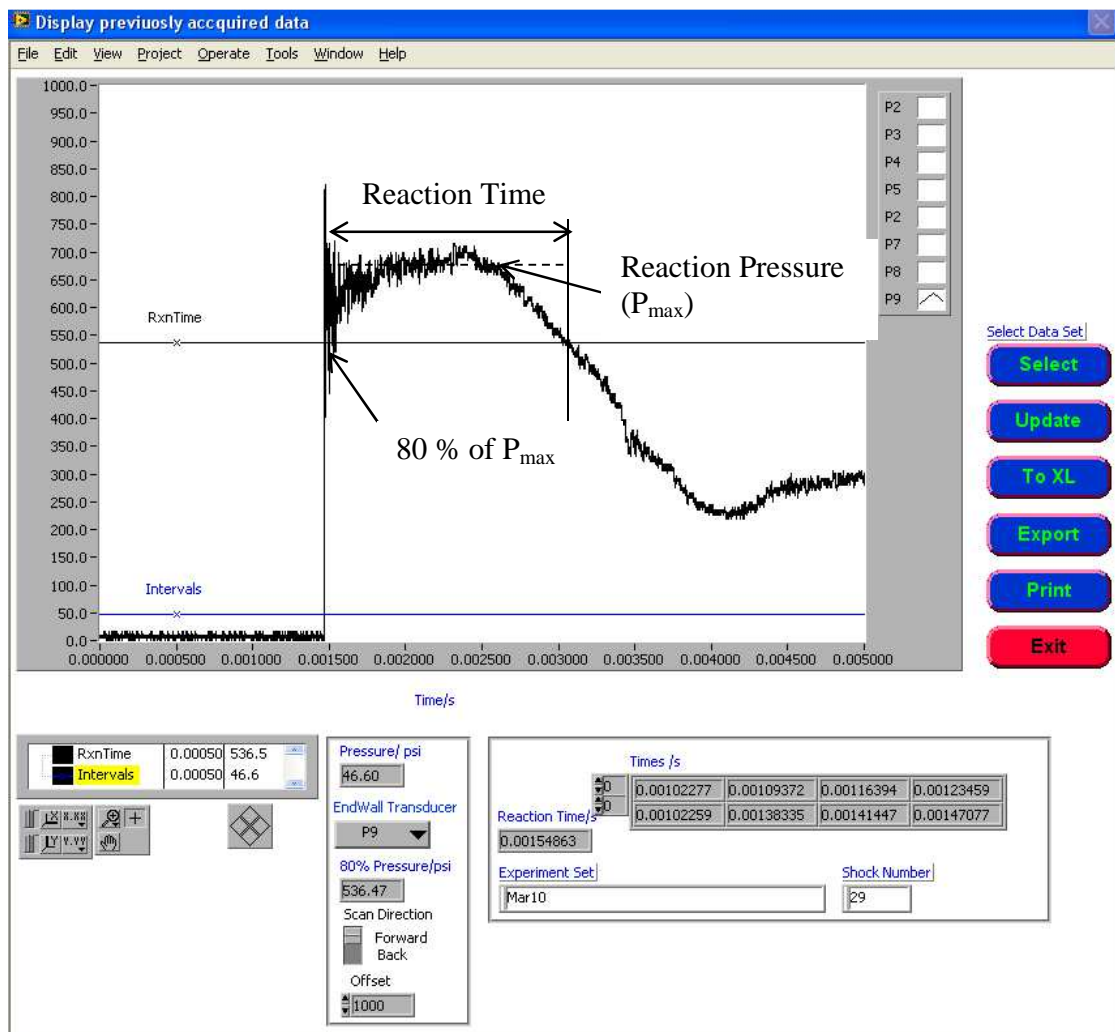 Display previuosly accquired data
File Edit View Project Operate Tools Window Help
1000.0
950.0
900.0
850.0
800.0
750.0
700.0
650.0
600.0
550.0
500.0
450.0
400.0
350.0
300.0
250.0
200.0
150.0
100.0
50.0
0.0
Reaction Time
Reaction Pressure
(Pmax)
RxnTime
80 % of Pmax
Intervals
0.000000 0.000500 0.001000 0.001500 0.002000 0.002500 0.003000 0.003500 0.004000 0.004500 0.005000
Time/s
P2
P3
P4
P5
P2
P7
P8
P9
Select Data Set
Select
Update
To XL
Export
Print
Exit
RxnTime 0.00050 536.5
Intervals 0.00050 46.6
Pressure/ psi
46.60
EndWall Transducer
P9
80% Pressure/psi
536.47
Scan Direction
Forward
Back
Offset
1000
Times /s
0 0.00102277 0.00109372 0.00116394 0.00123459
0 0.00102259 0.00138335 0.00141447 0.00147077
Reaction Time/s
0.00154863
Experiment Set
Mar10
Shock Number
29